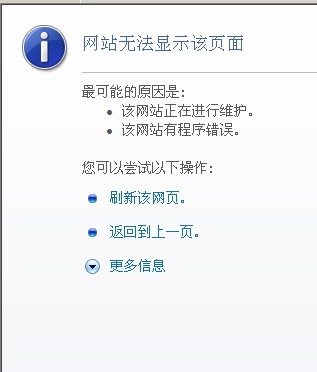 网站无法显示该页面
最可能的原因是:
• 该网站正在进行维护。
• 该网站有程序错误。
您可以尝试以下操作:
刷新该网页。
返回到上一页。
更多信息